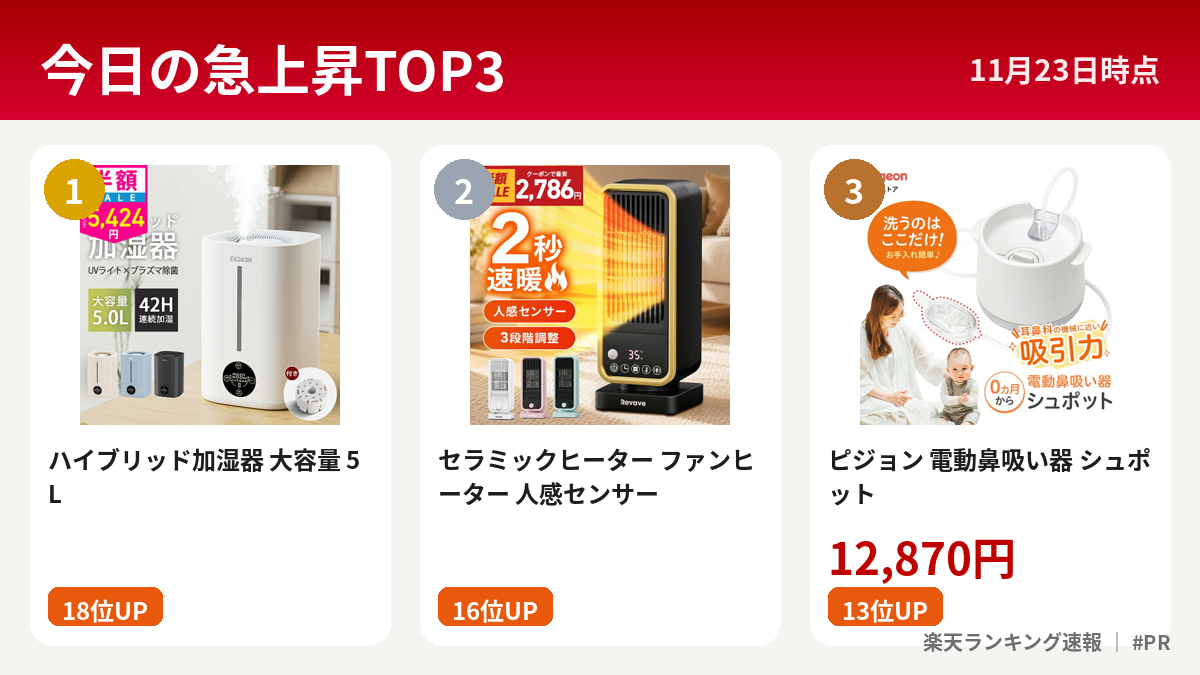 今日の急上昇TOP3
11月23日時点
1
半額
SALE
5,424
円
加湿器
UVライト×プラズマ除菌
大容量
5.0L
42H
連続加湿
EXDASH
付き
ハイブリッド加湿器 大容量 5
L
18位UP
2
半額
SALE
クーポンで最安
2,786円
2秒
速暖
人感センサー
3段階調整
35
Revave
セラミックヒーター ファンヒ
ーター 人感センサー
16位UP
3
geon
トア
洗うのは
ここだけ!
お手入れ簡単♪
耳鼻科の機械に近い
吸引力
0ヵ月
から
電動鼻吸い器
シュポット
ピジョン 電動鼻吸い器 シュポ
ット
12,870円
13位UP
楽天ランキング速報 | #PR